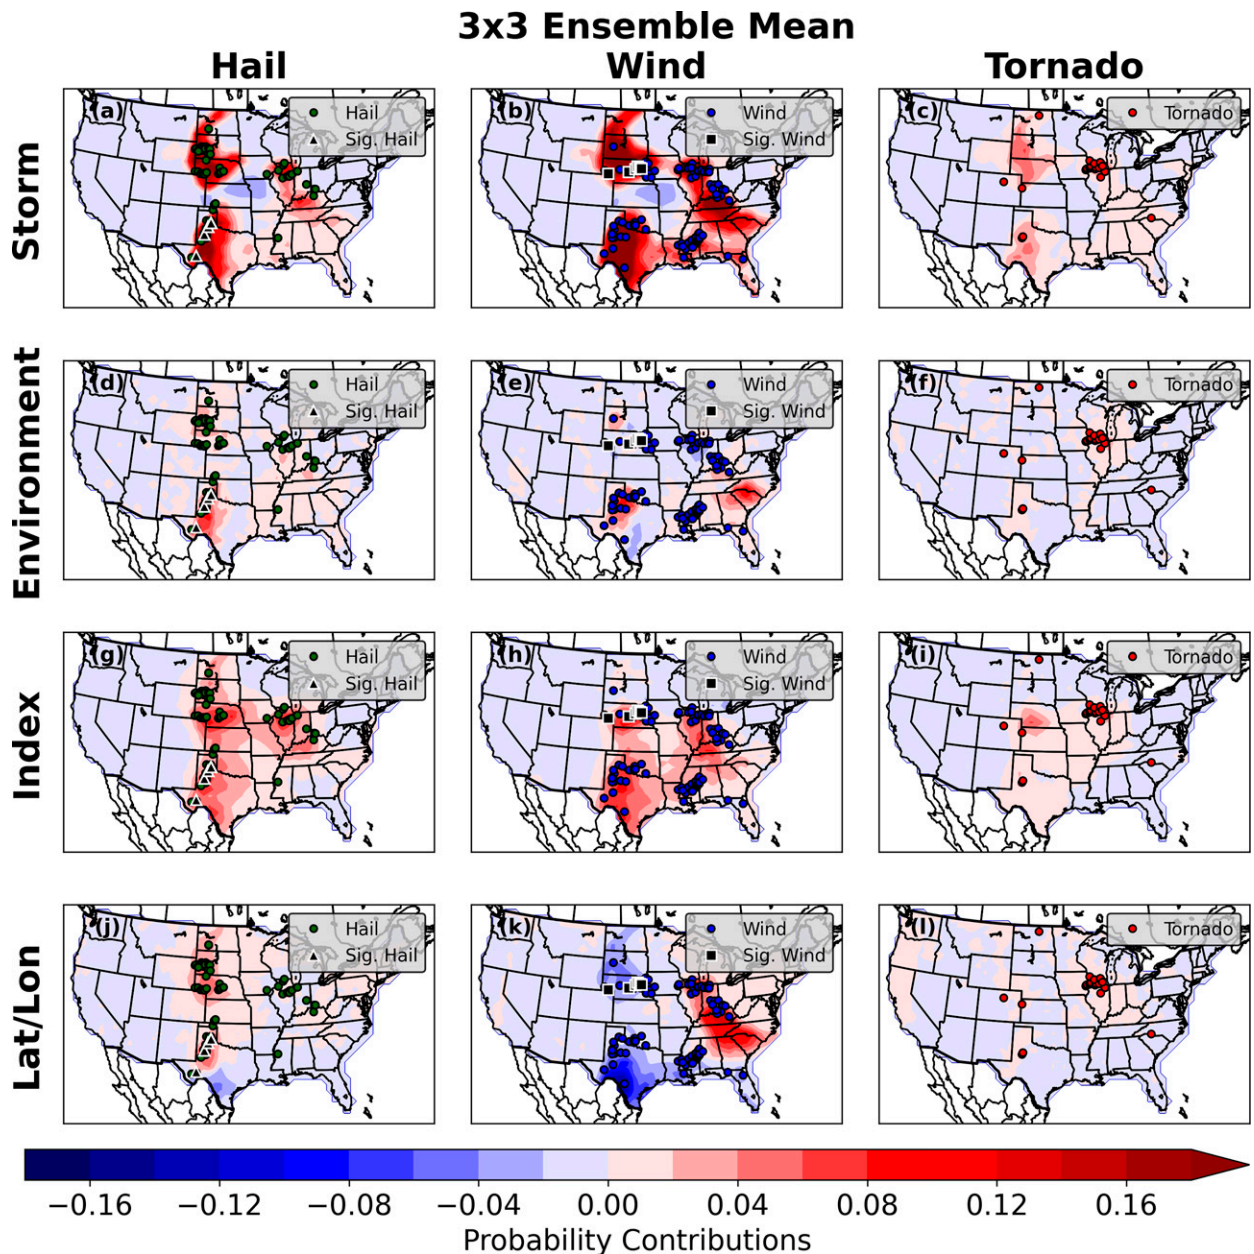 3x3 Ensemble Mean
Hail Wind Tornado
Storm
(a) Hail
Sig. Hail
(b) Wind
Sig. Wind
(c) Tornado
Environment
(d) Hail
Sig. Hail
(e) Wind
Sig. Wind
(f) Tornado
Index
(g) Hail
Sig. Hail
(h) Wind
Sig. Wind
(i) Tornado
Lat/Lon
(j) Hail
Sig. Hail
(k) Wind
Sig. Wind
(l) Tornado
−0.16 −0.12 −0.08 −0.04 0.00 0.04 0.08 0.12 0.16
Probability Contributions